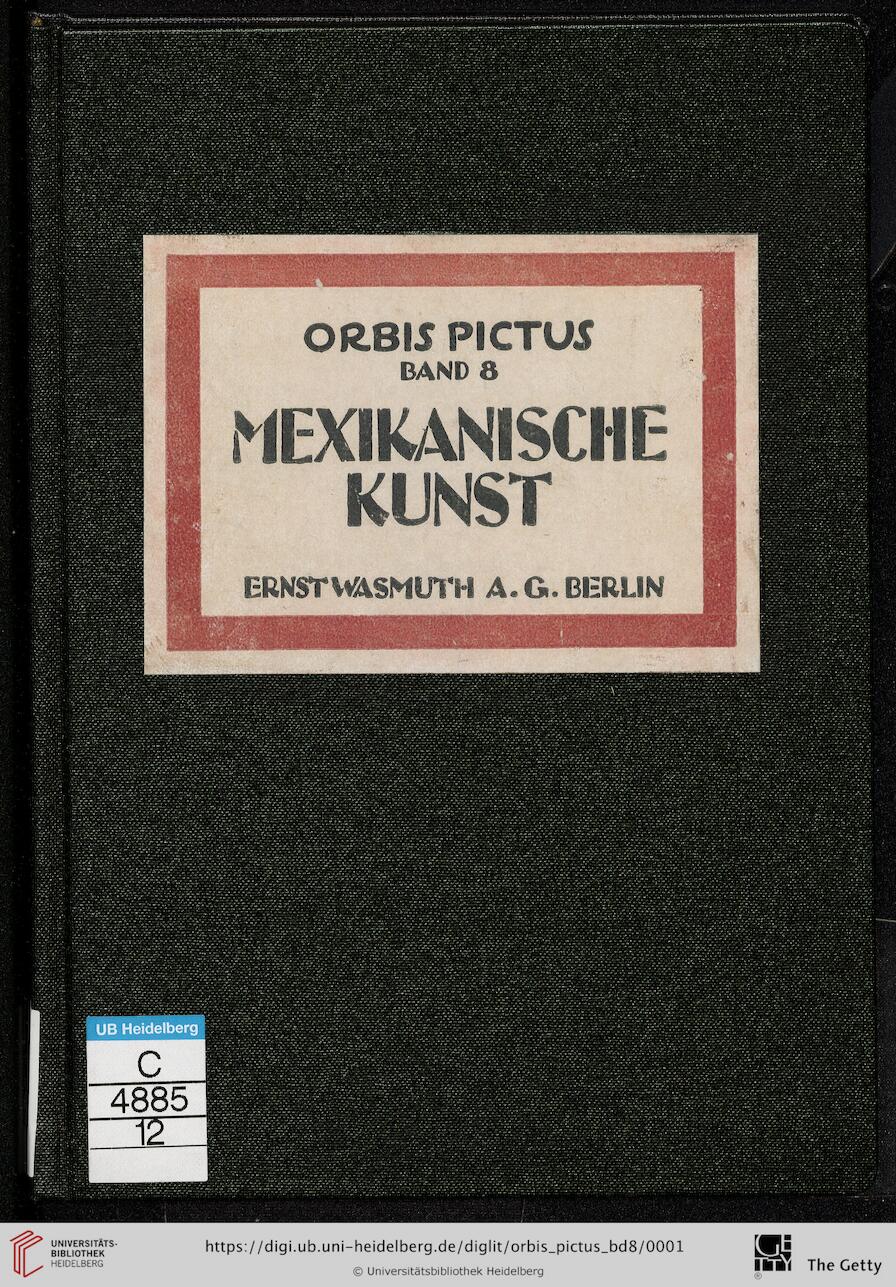 ORBIS PICTUS
BAND 8
MEXIKANISCHE
KUNST
ERNST WASMUTH A. G. BERLIN
UB Heidelberg
C
4885
12
UNIVERSITÄTS-
BIBLIOTHEK
HEIDELBERG
https://digi.ub.uni-heidelberg.de/diglit/orbis_pictus_bd8/0001
© Universitätsbibliothek Heidelberg
GETTY
®
The Getty